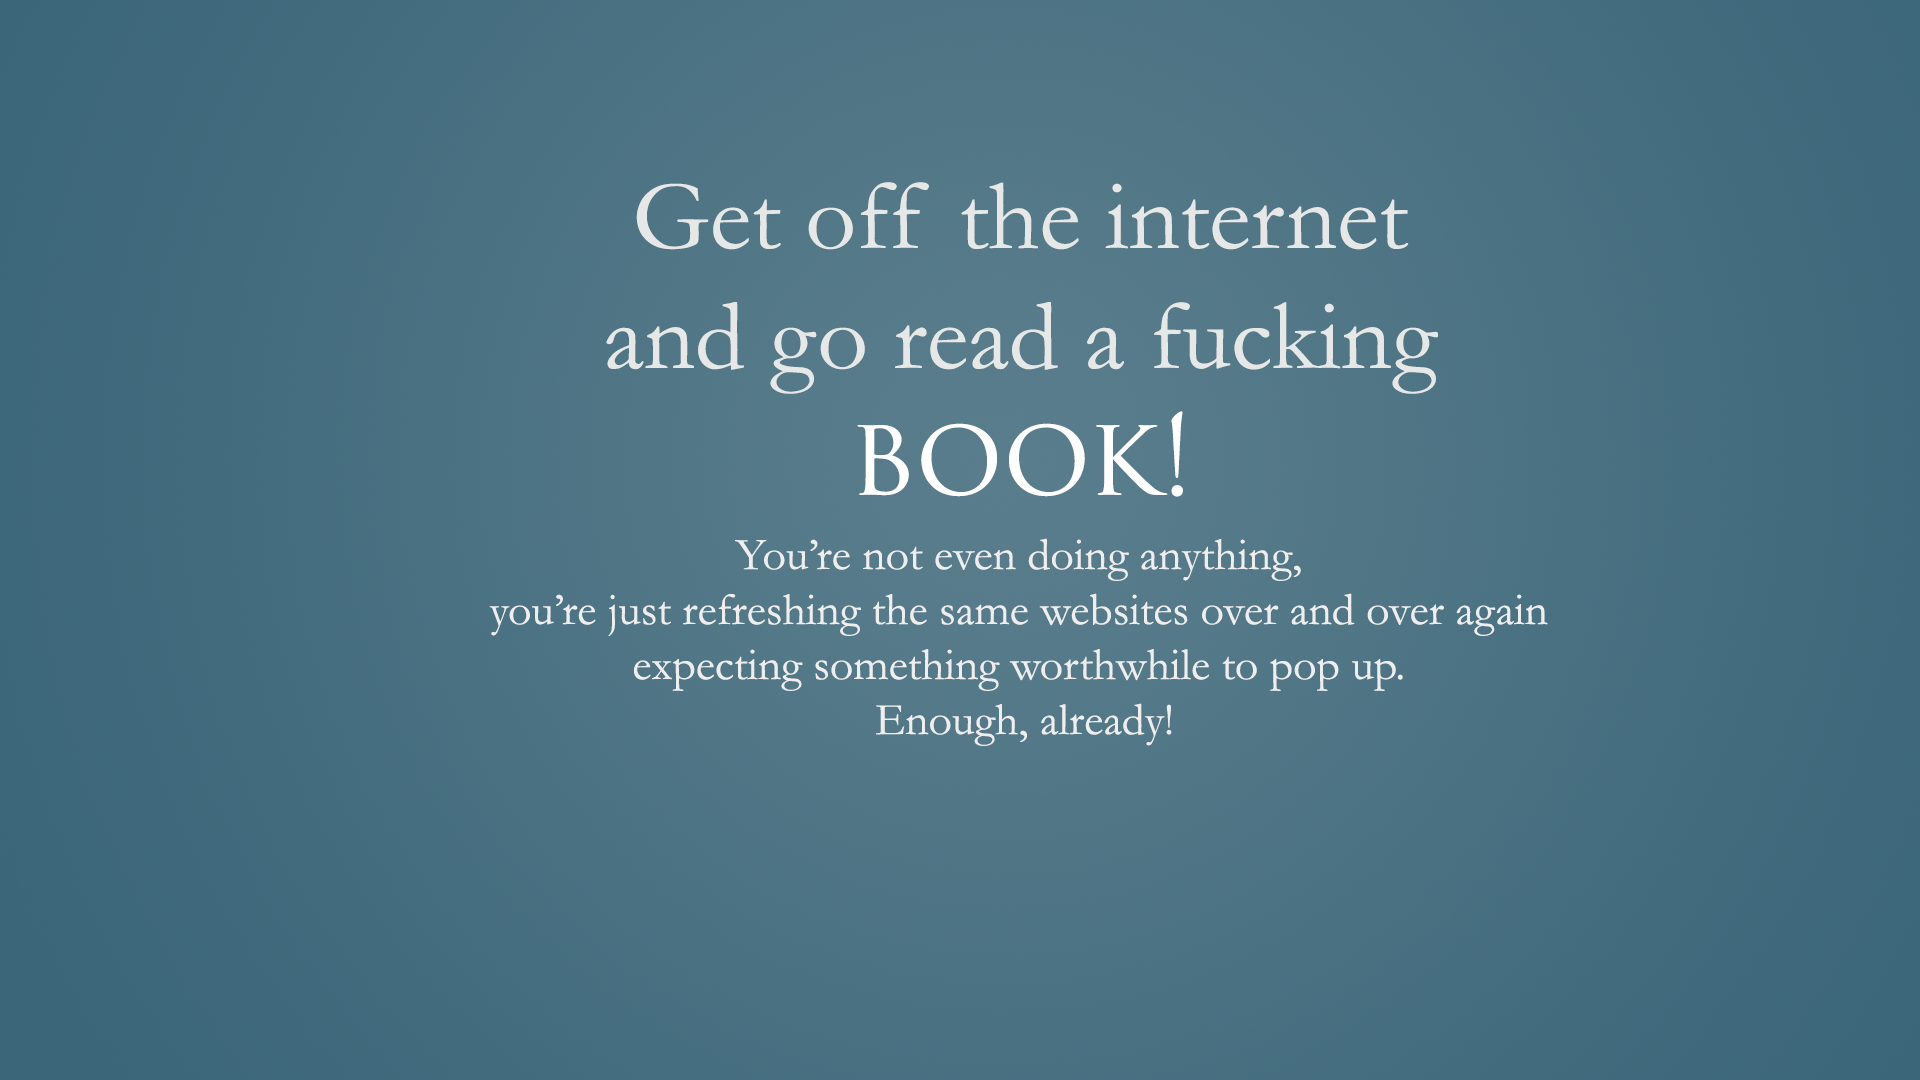 Get off the internet
and go read a fucking
BOOK!
You’re not even doing anything,
you’re just refreshing the same websites over and over again
expecting something worthwhile to pop up.
Enough, already!